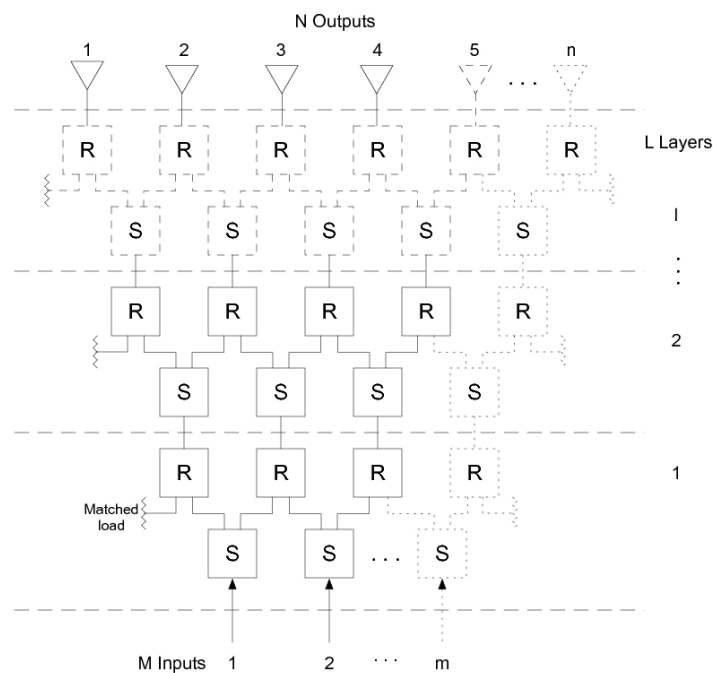 N Outputs
1 2 3 4 5 . . . n
R R R R R R
L Layers
S S S S S
l
. . .
R R R R R
2
S S S S
R R R R
1
Matched
load
S S . . . S
M Inputs 1 2 . . . m